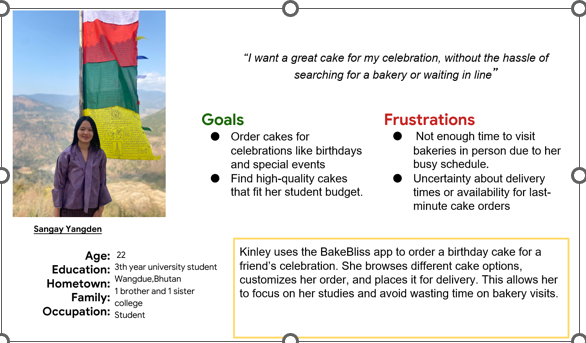 “I want a great cake for my celebration, without the hassle of
searching for a bakery or waiting in line”
Goals
● Order cakes for
celebrations like birthdays
and special events
● Find high-quality cakes
that fit her student budget.
Frustrations
● Not enough time to visit
bakeries in person due to her
busy schedule.
● Uncertainty about delivery
times or availability for last-
minute cake orders
Sangay Yangden
Age: 22
Education: 3th year university student
Hometown: Wangdue,Bhutan
Family: 1 brother and 1 sister
college
Occupation: Student
Kinley uses the BakeBliss app to order a birthday cake for a
friend’s celebration. She browses different cake options,
customizes her order, and places it for delivery. This allows her
to focus on her studies and avoid wasting time on bakery visits.